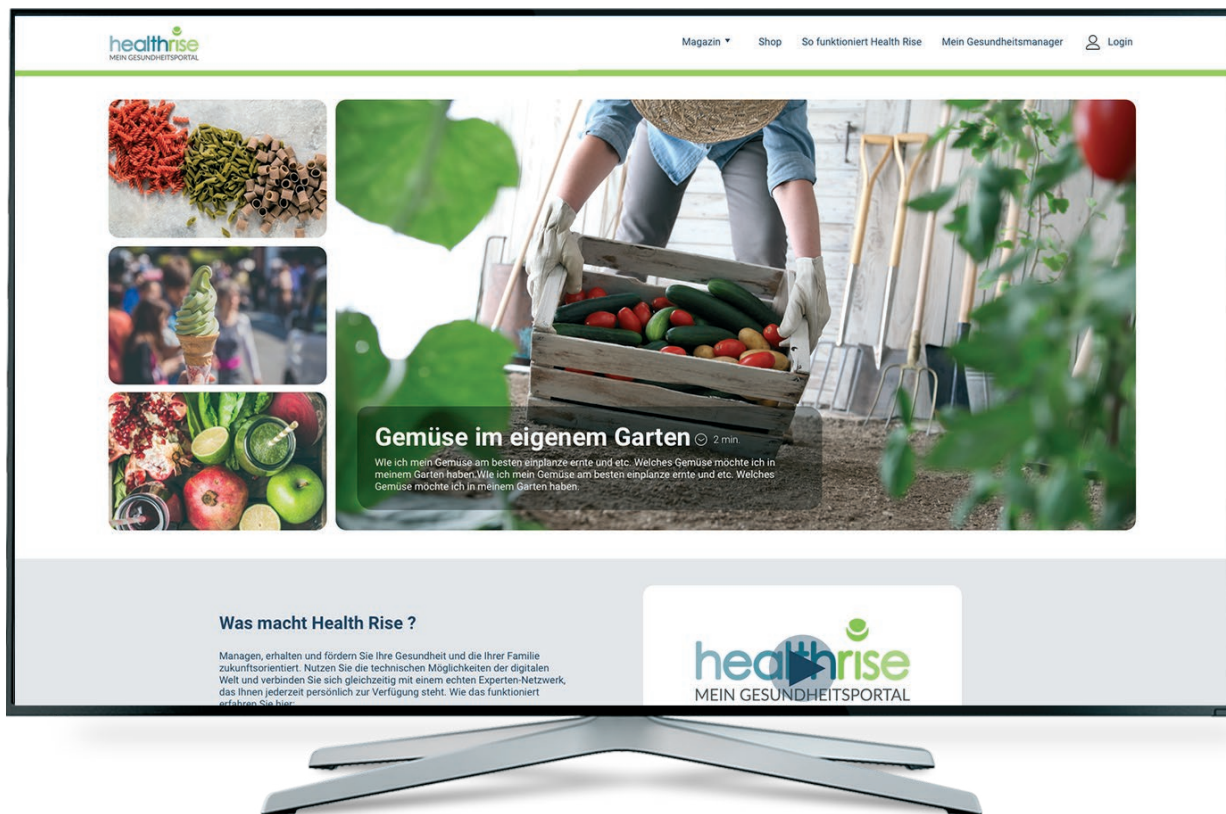 healthrise
MEIN GESUNDHEITSPORTAL
Magazin
Shop
So funktioniert Health Rise
Mein Gesundheitsmanager
Login
Gemüse im eigenem Garten 2 min.
WIe ich mein Gemüse am besten einplanze ernte und etc. Welches Gemüse möchte ich in
meinem Garten haben.WIe ich mein Gemüse am besten einplanze ernte und etc. Welches
Gemüse möchte ich in meinem Garten haben.
Was macht Health Rise ?
Managen, erhalten und fördern Sie Ihre Gesundheit und die Ihrer Familie
zukunftsorientiert. Nutzen Sie die technischen Möglichkeiten der digitalen
Welt und verbinden Sie sich gleichzeitig mit einem echten Experten-Netzwerk,
das Ihnen jederzeit persönlich zur Verfügung steht. Wie das funktioniert
erfahren Sie hier:
healthrise
MEIN GESUNDHEITSPORTAL